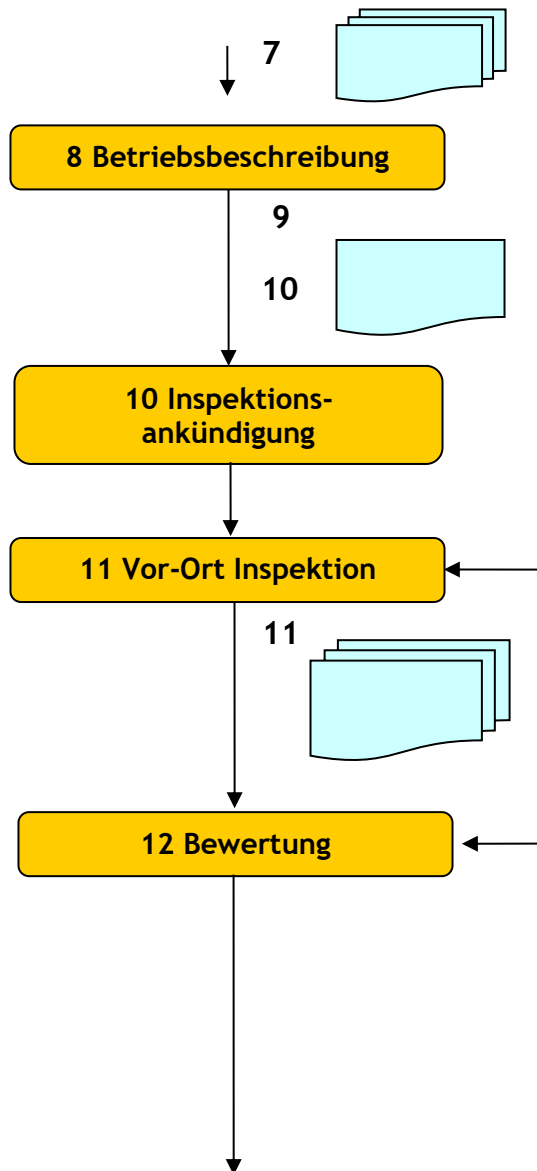 7
8 Betriebsbeschreibung
9
10
10 Inspektions-
ankündigung
11 Vor-Ort Inspektion
11
12 Bewertung